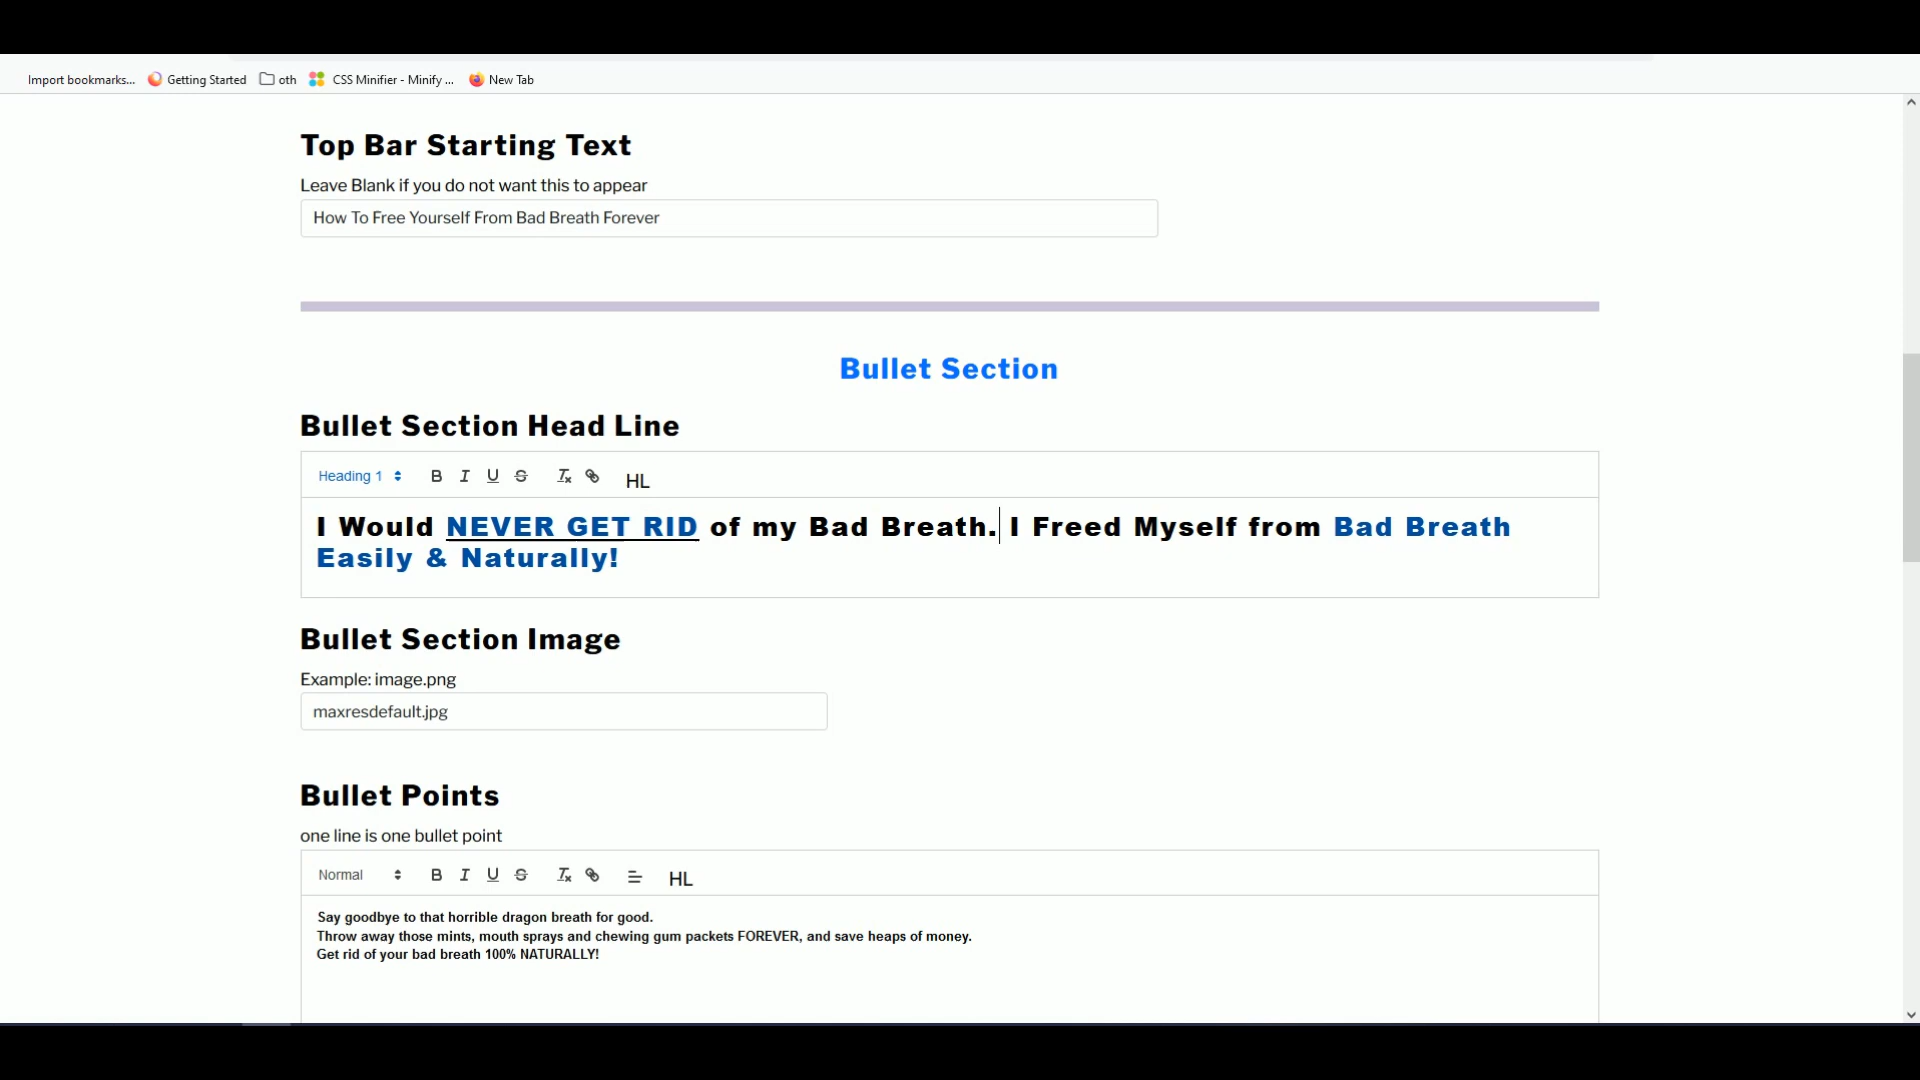 Import bookmarks... Getting Started oth CSS Minifier - Minify ... New Tab
Top Bar Starting Text
Leave Blank if you do not want this to appear
How To Free Yourself From Bad Breath Forever
Bullet Section
Bullet Section Head Line
Heading 1 B I U S Tx HL
I Would NEVER GET RID of my Bad Breath. I Freed Myself from Bad Breath
Easily & Naturally!
Bullet Section Image
Example: image.png
maxresdefault.jpg
Bullet Points
one line is one bullet point
Normal B I U S Tx HL
Say goodbye to that horrible dragon breath for good.
Throw away those mints, mouth sprays and chewing gum packets FOREVER, and save heaps of money.
Get rid of your bad breath 100% NATURALLY!